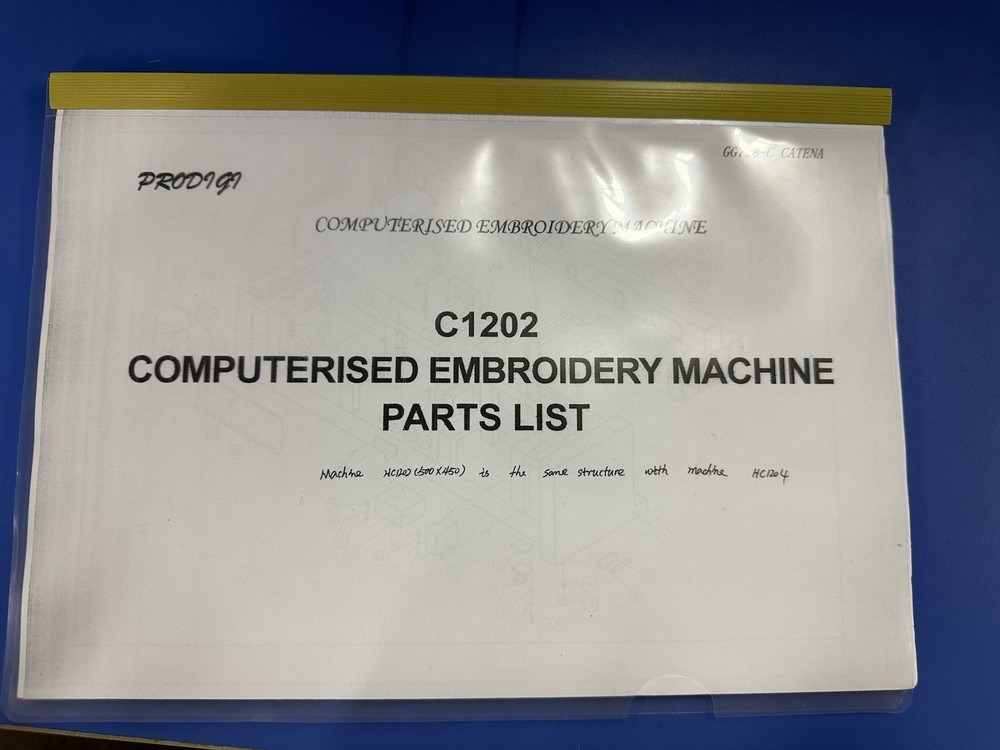 CATENA
PRODIGI
COMPUTERISED EMBROIDERY MACHINE
C1202
COMPUTERISED EMBROIDERY MACHINE
PARTS LIST
Machine HC1202 (500X450) is the same structure with machine HC1204